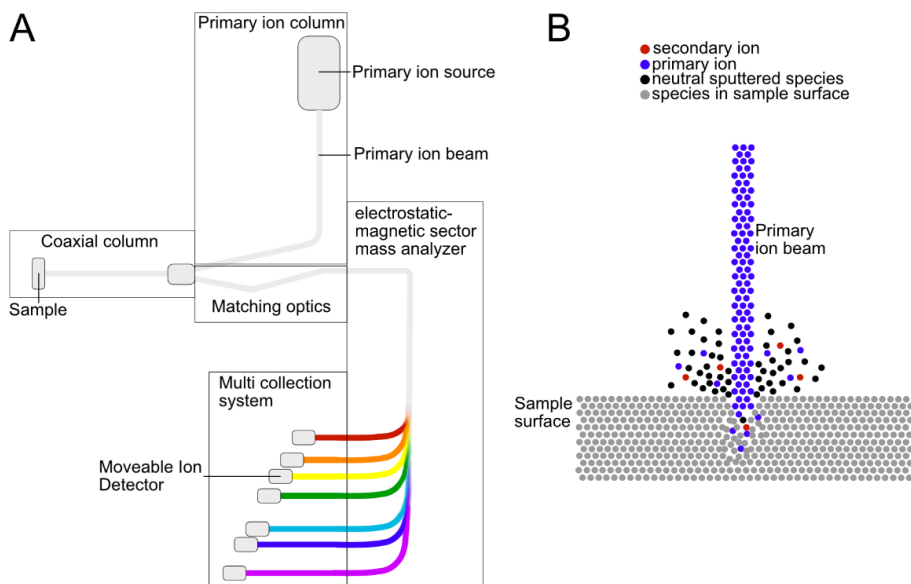 A
Primary ion column
Primary ion source
Primary ion beam
electrostatic-
magnetic sector
mass analyzer
Coaxial column
Sample
Matching optics
Multi collection
system
Moveable Ion
Detector
B
secondary ion
primary ion
neutral sputtered species
species in sample surface
Primary
ion beam
Sample
surface